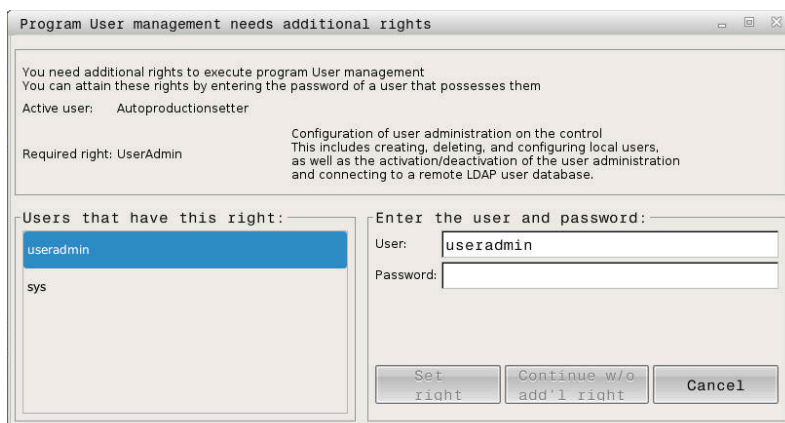 Program User management needs additional rights
You need additional rights to execute program User management
You can attain these rights by entering the password of a user that possesses them
Active user: Autoproductionsetter
Required right: UserAdmin
Configuration of user administration on the control
This includes creating, deleting, and configuring local users,
as well as the activation/deactivation of the user administration
and connecting to a remote LDAP user database.
Users that have this right:
useradmin
sys
Enter the user and password:
User: useradmin
Password:
Set
right
Continue w/o
add'l right
Cancel